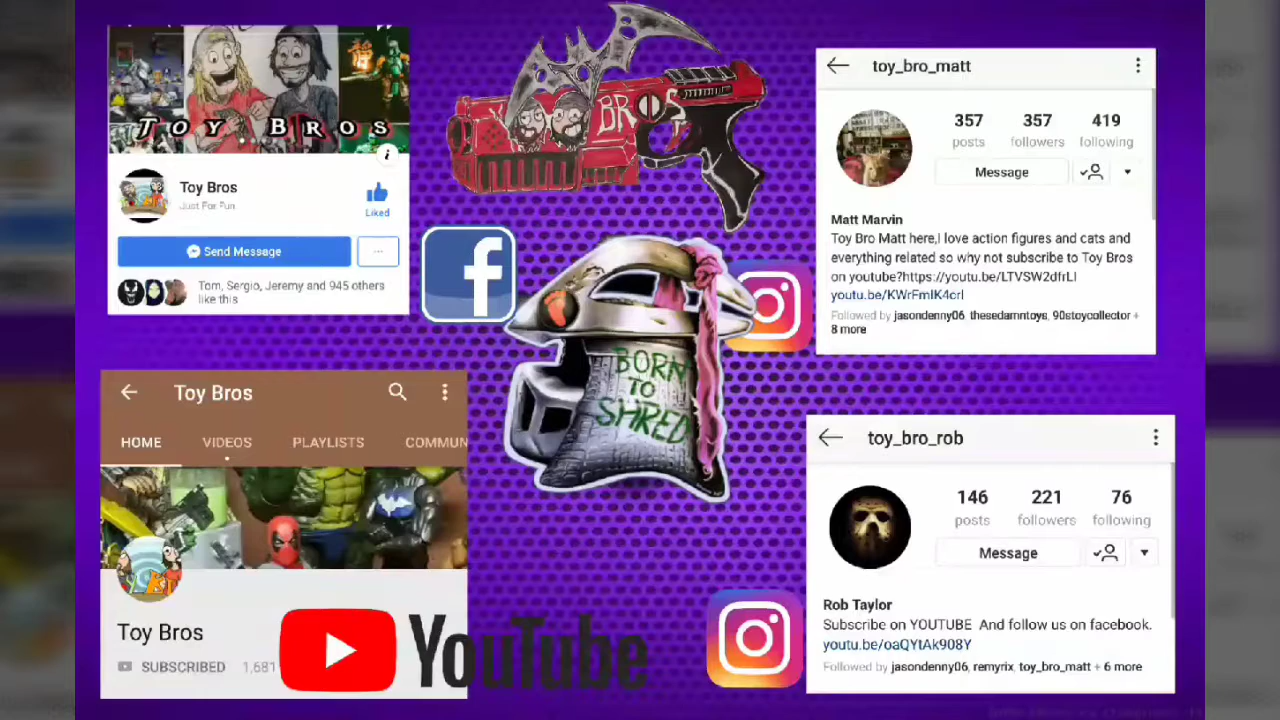 TOY BROS
Toy Bros
Just For Fun
Liked
Send Message
Tom, Sergio, Jeremy and 945 others
like this
BROS
BORN
TO
SHRED
toy_bro_matt
357 357 419
posts followers following
Message
Matt Marvin
Toy Bro Matt here,i love action figures and cats and
everything related so why not subscribe to Toy Bros
on youtube?https://youtu.be/LTVSW2dfrLI
youtu.be/KWrFmIK4crI
Followed by jasondenny06, thesedamntoys, 90stoycollector +
8 more
Toy Bros
HOME VIDEOS PLAYLISTS COMMUN
Toy Bros
SUBSCRIBED 1,681
YouTube
toy_bro_rob
146 221 76
posts followers following
Message
Rob Taylor
Subscribe on YOUTUBE And follow us on facebook.
youtu.be/oaQYtAk908Y
Followed by jasondenny06, remyrix, toy_bro_matt + 6 more